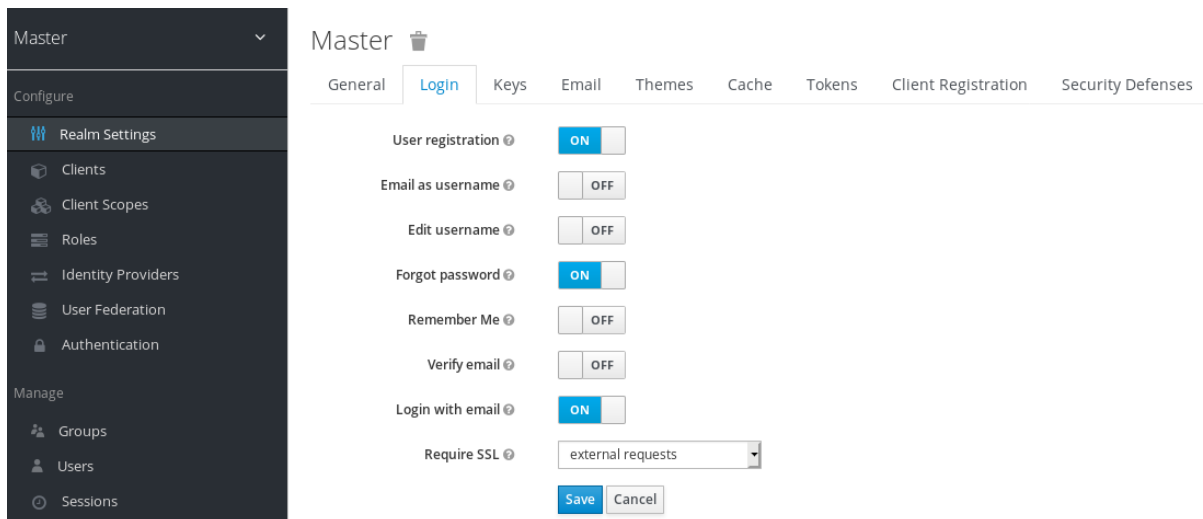 Master
Configure
Realm Settings
Clients
Client Scopes
Roles
Identity Providers
User Federation
Authentication
Manage
Groups
Users
Sessions
Master
General Login Keys Email Themes Cache Tokens Client Registration Security Defenses
User registration ON
Email as username OFF
Edit username OFF
Forgot password ON
Remember Me OFF
Verify email OFF
Login with email ON
Require SSL external requests
Save Cancel